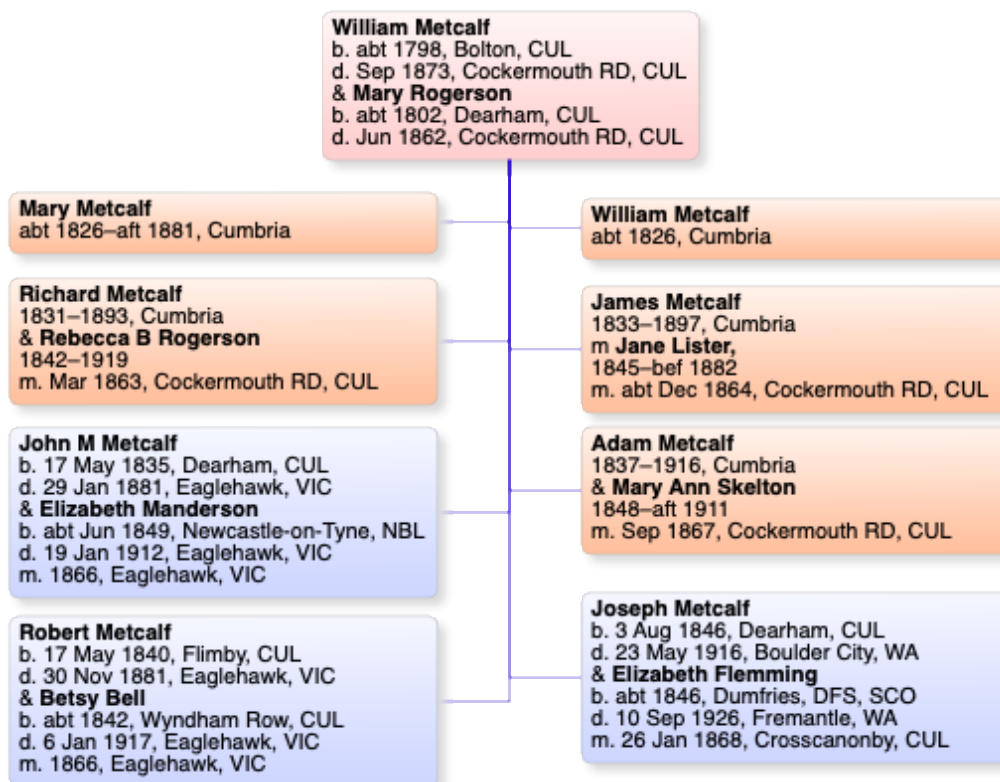 William Metcalf
b. abt 1798, Bolton, CUL
d. Sep 1873, Cockermouth RD, CUL
& Mary Rogerson
b. abt 1802, Dearham, CUL
d. Jun 1862, Cockermouth RD, CUL
Mary Metcalf
abt 1826–aft 1881, Cumbria
William Metcalf
abt 1826, Cumbria
Richard Metcalf
1831–1893, Cumbria
& Rebecca B Rogerson
1842–1919
m. Mar 1863, Cockermouth RD, CUL
James Metcalf
1833–1897, Cumbria
m Jane Lister,
1845–bef 1882
m. abt Dec 1864, Cockermouth RD, CUL
John M Metcalf
b. 17 May 1835, Dearham, CUL
d. 29 Jan 1881, Eaglehawk, VIC
& Elizabeth Manderson
b. abt Jun 1849, Newcastle-on-Tyne, NBL
d. 19 Jan 1912, Eaglehawk, VIC
m. 1866, Eaglehawk, VIC
Adam Metcalf
1837–1916, Cumbria
& Mary Ann Skelton
1848–aft 1911
m. Sep 1867, Cockermouth RD, CUL
Robert Metcalf
b. 17 May 1840, Flimby, CUL
d. 30 Nov 1881, Eaglehawk, VIC
& Betsy Bell
b. abt 1842, Wyndham Row, CUL
d. 6 Jan 1917, Eaglehawk, VIC
m. 1866, Eaglehawk, VIC
Joseph Metcalf
b. 3 Aug 1846, Dearham, CUL
d. 23 May 1916, Boulder City, WA
& Elizabeth Flemming
b. abt 1846, Dumfries, DFS, SCO
d. 10 Sep 1926, Fremantle, WA
m. 26 Jan 1868, Crosscanonby, CUL